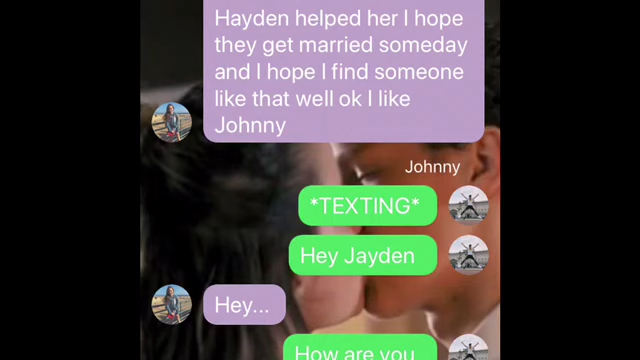 Hayden helped her I hope
they get married someday
and I hope I find someone
like that well ok I like
Johnny
Johnny
*TEXTING*
Hey Jayden
Hey...
How are you